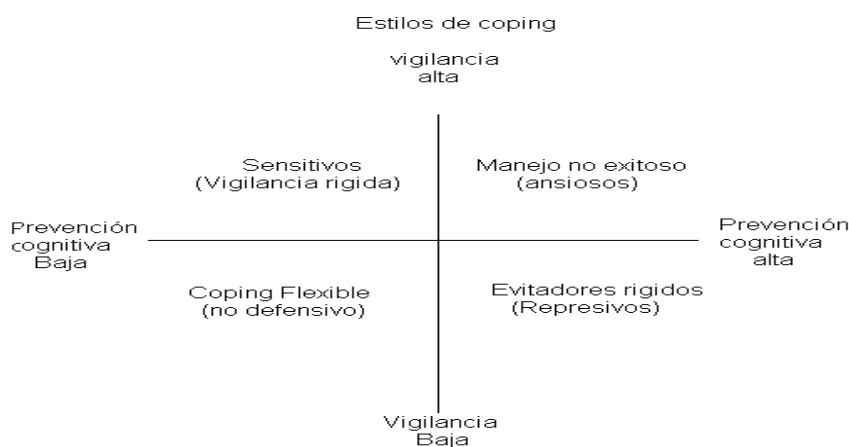 Estilos de coping
vigilancia
alta
Sensitivos
(Vigilancia rigida)
Manejo no exitoso
(ansiosos)
Prevención
cognitiva
Baja
Prevención
cognitiva
alta
Coping Flexible
(no defensivo)
Evitadores rigidos
(Represivos)
Vigilancia
Baja